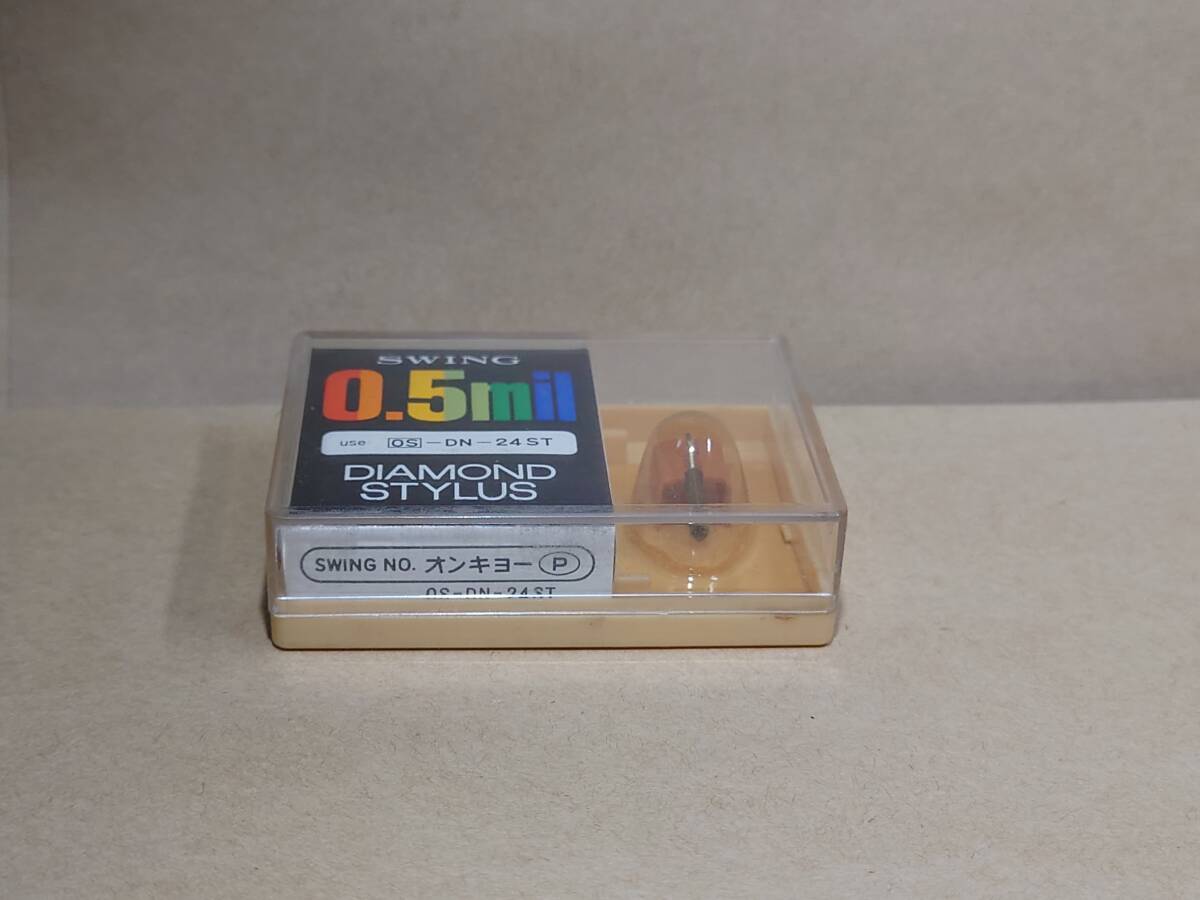 SWING
0.5mil
use OS-DN-24ST
DIAMOND
STYLUS
SWING NO. オンキヨー P
OS-DN-24ST